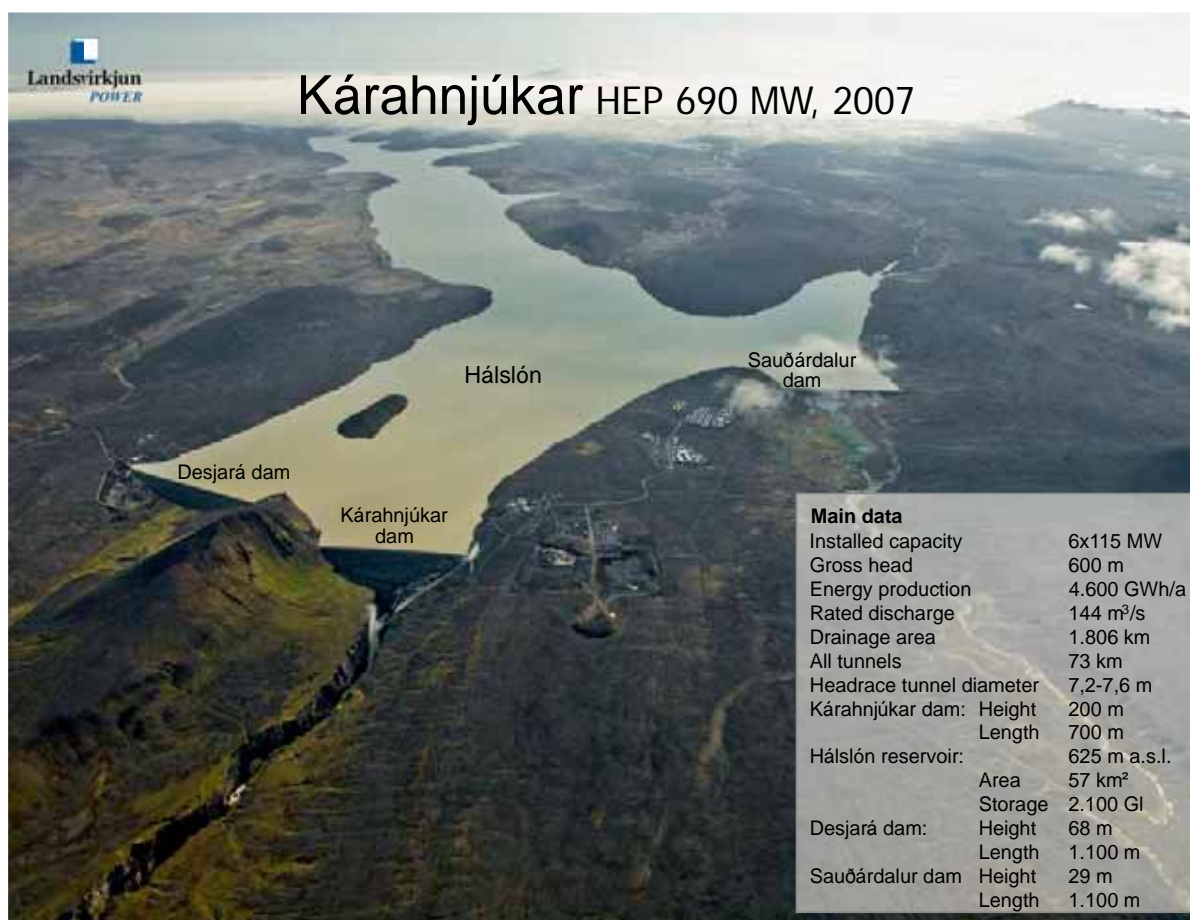 Landsvirkjun
POWER
Kárahnjúkar HEP 690 MW, 2007
Sauðárdalur
dam
Hálslón
Desjará dam
Kárahnjúkar
dam
Main data
Installed capacity 6x115 MW
Gross head 600 m
Energy production 4.600 GWh/a
Rated discharge 144 m³/s
Drainage area 1.806 km
All tunnels 73 km
Headrace tunnel diameter 7,2-7,6 m
Kárahnjúkar dam: Height 200 m
Length 700 m
Hálslón reservoir: 625 m a.s.l.
Area 57 km²
Storage 2.100 Gl
Desjará dam: Height 68 m
Length 1.100 m
Sauðárdalur dam Height 29 m
Length 1.100 m